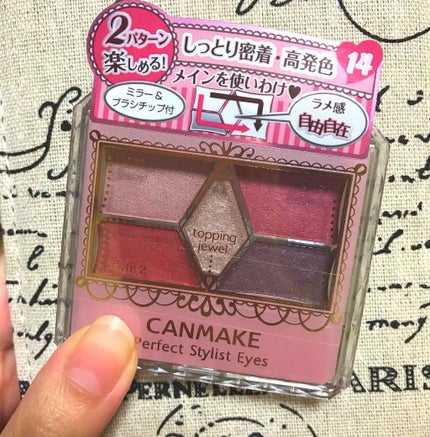 2パターン
楽しめる!
しっとり密着・高発色
14
メインを使いわけ♥
ミラー&
ブラシチップ付
ラメ感
自由自在
topping
jewel
CANMAKE
Perfect Stylist Eyes
PARIS